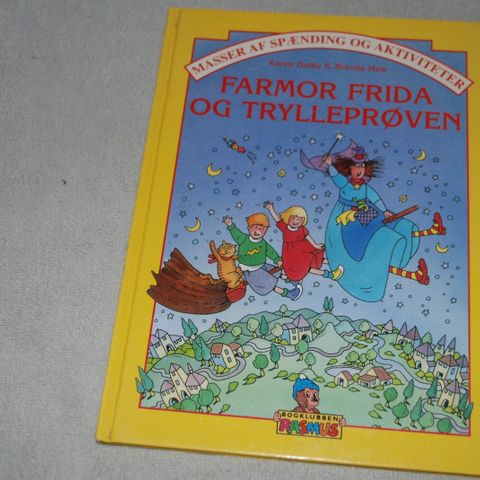 MASSER AF SPÆNDING OG AKTIVITETER
Karen Dolby & Brenda Haw
FARMOR FRIDA
OG TRYLLEPRØVEN
BOGKLUBBEN
RASMUS